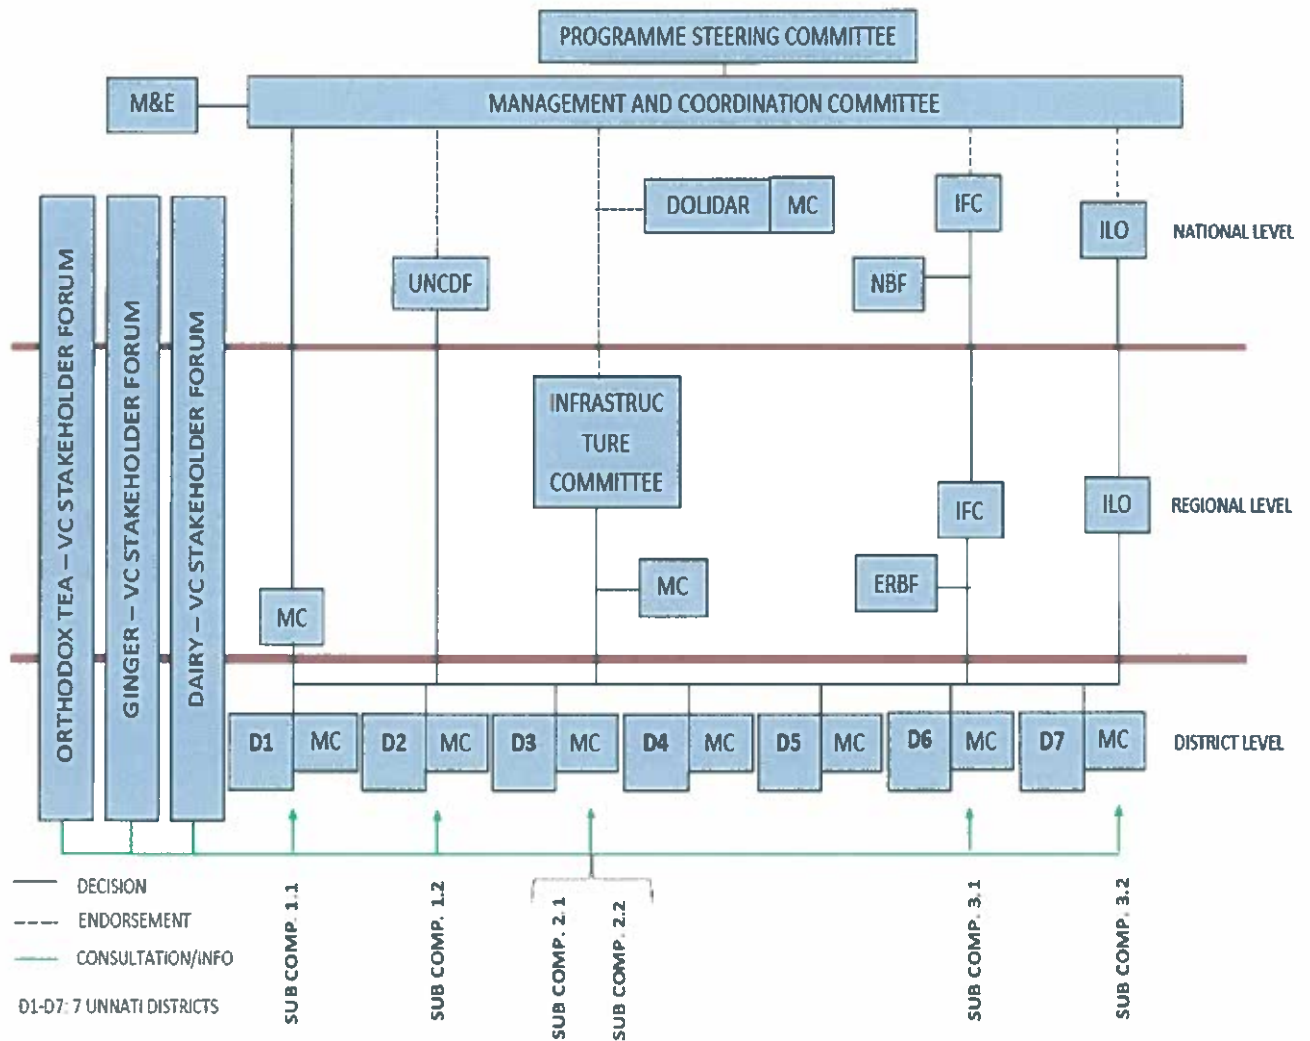 PROGRAMME STEERING COMMITTEE
M&E
MANAGEMENT AND COORDINATION COMMITTEE
DOLIDAR
MC
IFC
ILO
NATIONAL LEVEL
UNCDF
NBF
ORTHODOX TEA – VC STAKEHOLDER FORUM
GINGER – VC STAKEHOLDER FORUM
DAIRY – VC STAKEHOLDER FORUM
INFRASTRUC
TURE
COMMITTEE
IFC
ILO
REGIONAL LEVEL
MC
MC
ERBF
D1
MC
D2
MC
D3
MC
D4
MC
D5
MC
D6
MC
D7
MC
DISTRICT LEVEL
DECISION
ENDORSEMENT
CONSULTATION/INFO
D1-D7: 7 UNNATI DISTRICTS
SUB COMP. 1.1
SUB COMP. 1.2
SUB COMP. 2.1
SUB COMP. 2.2
SUB COMP. 3.1
SUB COMP. 3.2